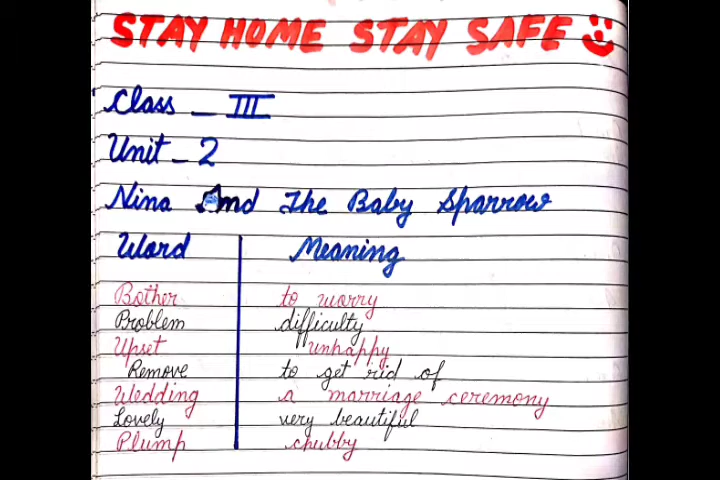 STAY HOME STAY SAFE
Class - III
Unit - 2
Nina And The Baby Sparrow
Word Meaning
Bother to worry
Problem difficulty
Upset unhappy
Remove to get rid of
Wedding a marriage ceremony
Lovely very beautiful
Plump chubby